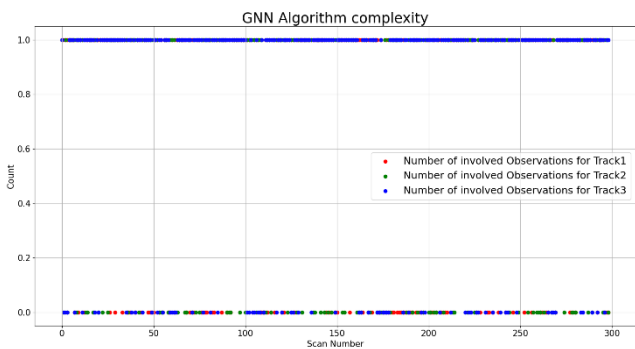 GNN Algorithm complexity
1.0
0.8
0.6
0.4
0.2
0.0
Count
Number of involved Observations for Track1
Number of involved Observations for Track2
Number of involved Observations for Track3
0 50 100 150 200 250 300
Scan Number